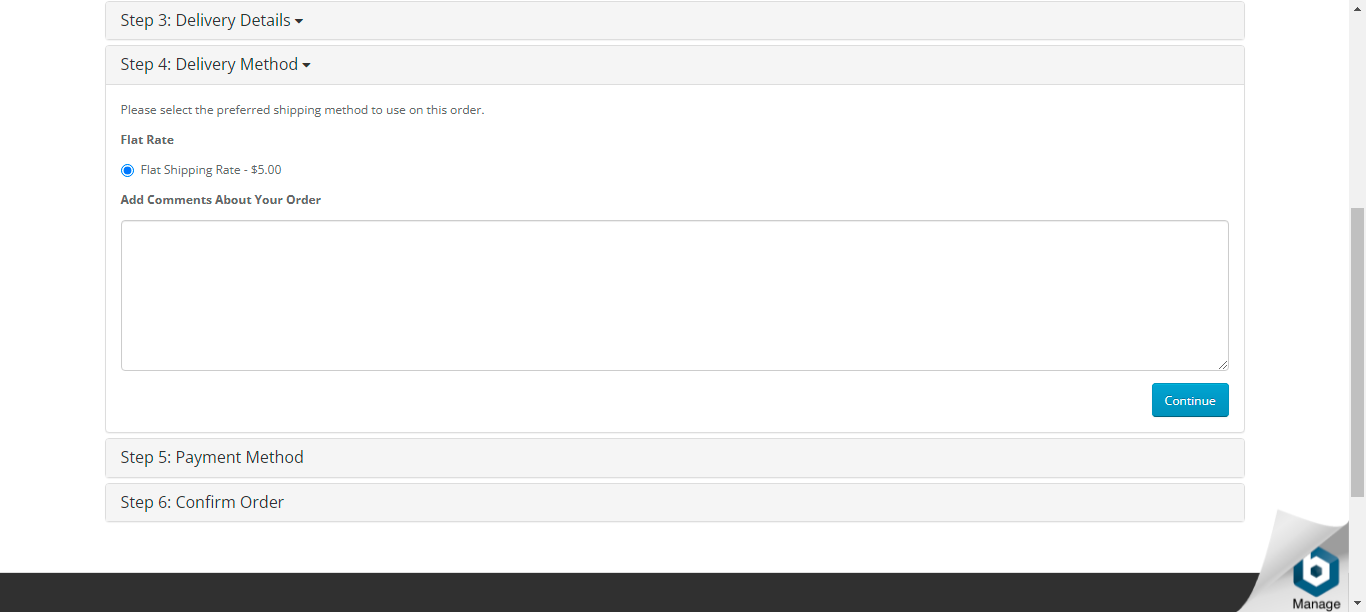 Step 3: Delivery Details
Step 4: Delivery Method
Please select the preferred shipping method to use on this order.
Flat Rate
Flat Shipping Rate - $5.00
Add Comments About Your Order
Continue
Step 5: Payment Method
Step 6: Confirm Order
b
Manage